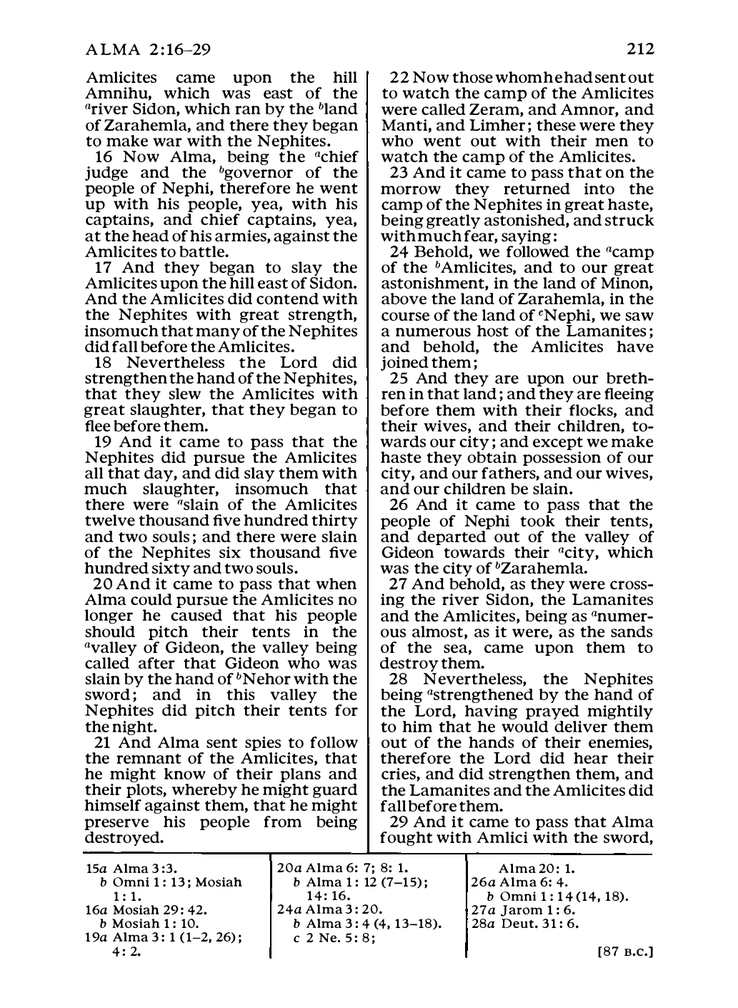 ALMA 2:16–29
212
Amlicites came upon the hill
Amnihu, which was east of the
ariver Sidon, which ran by the bland
of Zarahemla, and there they began
to make war with the Nephites.
16 Now Alma, being the achief
judge and the bgovernor of the
people of Nephi, therefore he went
up with his people, yea, with his
captains, and chief captains, yea,
at the head of his armies, against the
Amlicites to battle.
17 And they began to slay the
Amlicites upon the hill east of Sidon.
And the Amlicites did contend with
the Nephites with great strength,
insomuch that many of the Nephites
did fall before the Amlicites.
18 Nevertheless the Lord did
strengthen the hand of the Nephites,
that they slew the Amlicites with
great slaughter, that they began to
flee before them.
19 And it came to pass that the
Nephites did pursue the Amlicites
all that day, and did slay them with
much slaughter, insomuch that
there were aslain of the Amlicites
twelve thousand five hundred thirty
and two souls; and there were slain
of the Nephites six thousand five
hundred sixty and two souls.
20 And it came to pass that when
Alma could pursue the Amlicites no
longer he caused that his people
should pitch their tents in the
avalley of Gideon, the valley being
called after that Gideon who was
slain by the hand of bNehor with the
sword; and in this valley the
Nephites did pitch their tents for
the night.
21 And Alma sent spies to follow
the remnant of the Amlicites, that
he might know of their plans and
their plots, whereby he might guard
himself against them, that he might
preserve his people from being
destroyed.
22 Now those whom he had sent out
to watch the camp of the Amlicites
were called Zeram, and Amnor, and
Manti, and Limher; these were they
who went out with their men to
watch the camp of the Amlicites.
23 And it came to pass that on the
morrow they returned into the
camp of the Nephites in great haste,
being greatly astonished, and struck
with much fear, saying:
24 Behold, we followed the acamp
of the bAmlicites, and to our great
astonishment, in the land of Minon,
above the land of Zarahemla, in the
course of the land of cNephi, we saw
a numerous host of the Lamanites;
and behold, the Amlicites have
joined them;
25 And they are upon our breth-
ren in that land; and they are fleeing
before them with their flocks, and
their wives, and their children, to-
wards our city; and except we make
haste they obtain possession of our
city, and our fathers, and our wives,
and our children be slain.
26 And it came to pass that the
people of Nephi took their tents,
and departed out of the valley of
Gideon towards their acity, which
was the city of bZarahemla.
27 And behold, as they were cross-
ing the river Sidon, the Lamanites
and the Amlicites, being as anumer-
ous almost, as it were, as the sands
of the sea, came upon them to
destroy them.
28 Nevertheless, the Nephites
being astrengthened by the hand of
the Lord, having prayed mightily
to him that he would deliver them
out of the hands of their enemies,
therefore the Lord did hear their
cries, and did strengthen them, and
the Lamanites and the Amlicites did
fall before them.
29 And it came to pass that Alma
fought with Amlici with the sword,
15a Alma 3:3.
b Omni 1:13; Mosiah
1:1.
16a Mosiah 29:42.
b Mosiah 1:10.
19a Alma 3:1 (1–2, 26);
4:2.
20a Alma 6:7; 8:1.
b Alma 1:12 (7–15);
14:16.
24a Alma 3:20.
b Alma 3:4 (4, 13–18).
c 2 Ne. 5:8;
Alma 20:1.
26a Alma 6:4.
b Omni 1:14 (14, 18).
27a Jarom 1:6.
28a Deut. 31:6.
[87 B.C.]